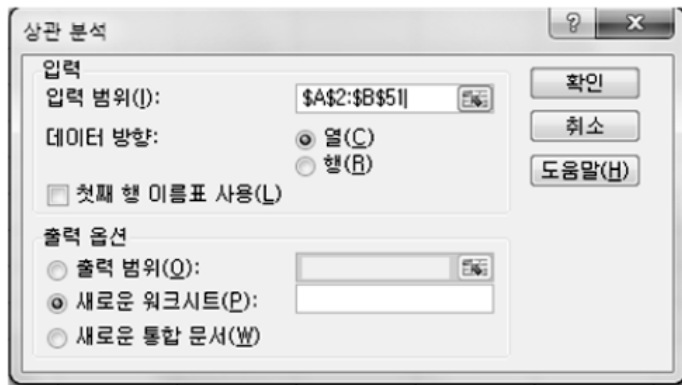 상관 분석
입력
입력 범위(I): $A$2:$B$51
확인
데이터 방향: 열(C)
취소
행(R)
도움말(H)
첫째 행 이름표 사용(L)
출력 옵션
출력 범위(O):
새로운 워크시트(P):
새로운 통합 문서(W)